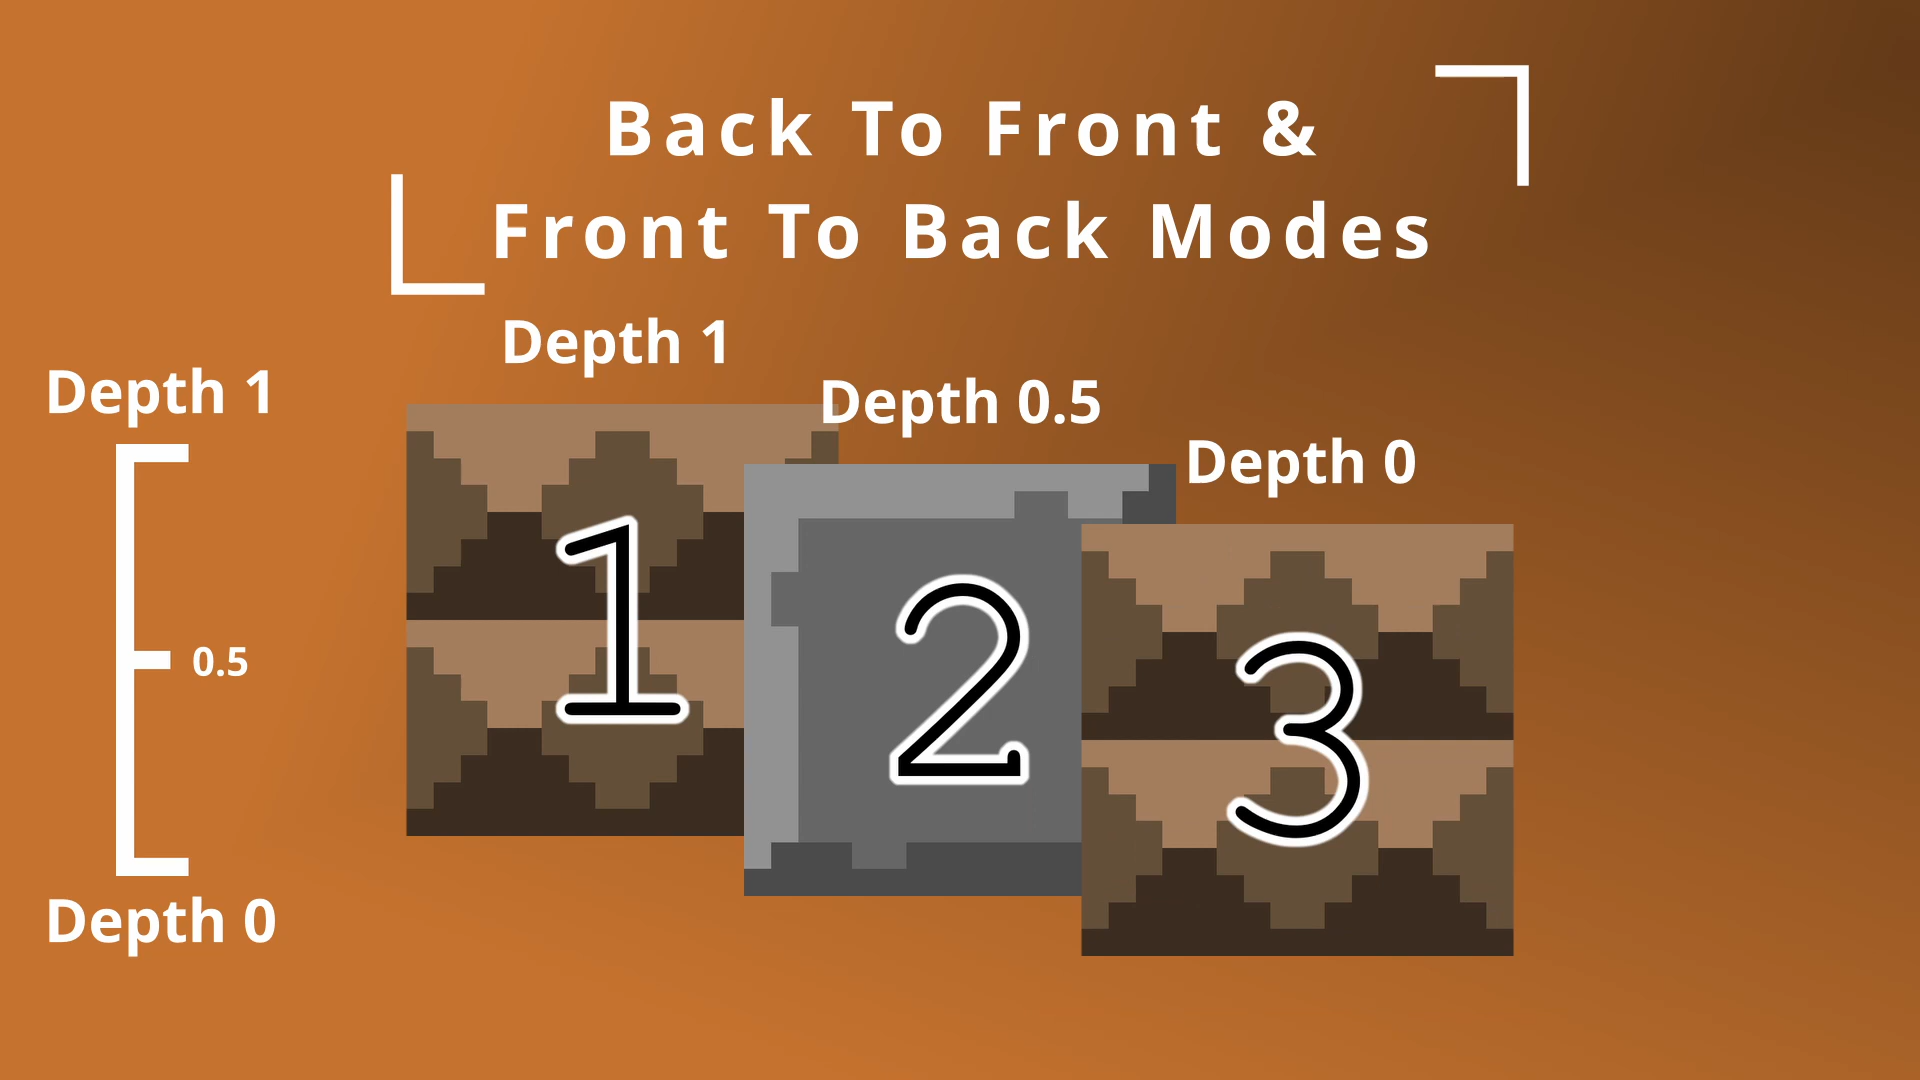 Back To Front &
Front To Back Modes
Depth 1
Depth 1
Depth 0.5
Depth 0
0.5
Depth 0
1
2
3